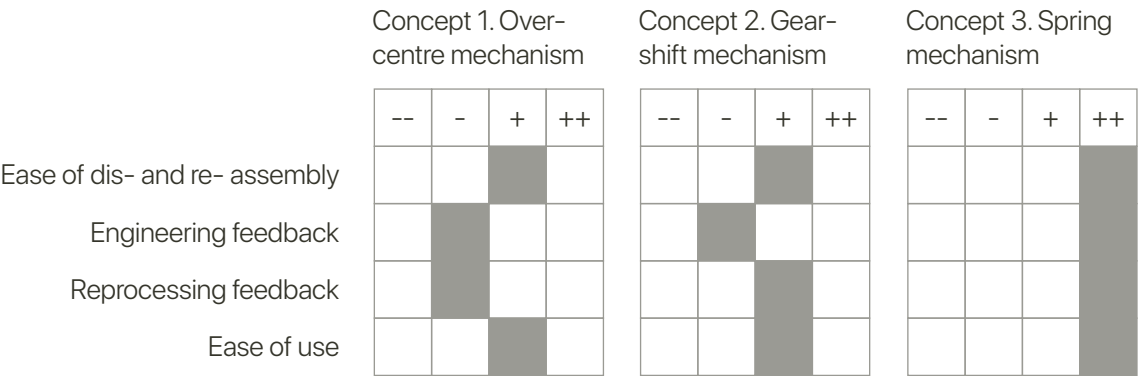 Concept 1. Over-
centre mechanism
Concept 2. Gear-
shift mechanism
Concept 3. Spring
mechanism
-- - + ++ -- - + ++ -- - + ++
Ease of dis- and re- assembly
Engineering feedback
Reprocessing feedback
Ease of use